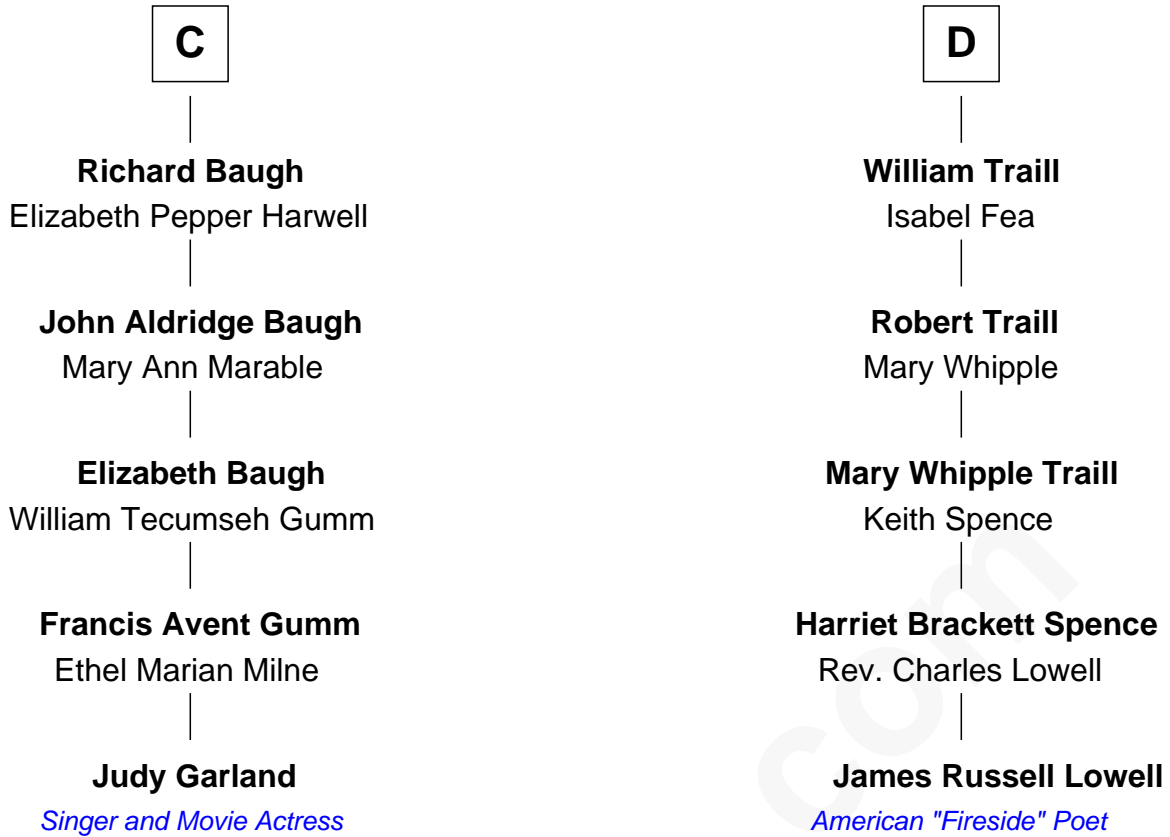 C
Richard Baugh
Elizabeth Pepper Harwell
John Aldridge Baugh
Mary Ann Marable
Elizabeth Baugh
William Tecumseh Gumm
Francis Avent Gumm
Ethel Marian Milne
Judy Garland
Singer and Movie Actress
D
William Traill
Isabel Fea
Robert Traill
Mary Whipple
Mary Whipple Traill
Keith Spence
Harriet Brackett Spence
Rev. Charles Lowell
James Russell Lowell
American "Fireside" Poet
com